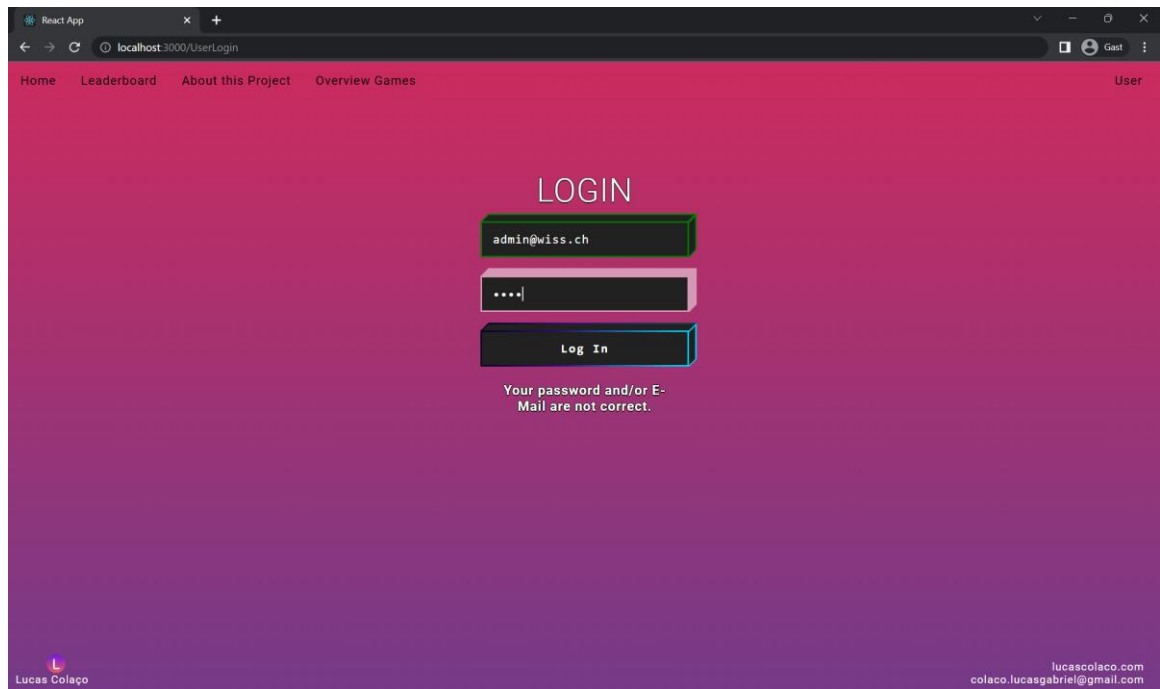 React App
localhost:3000/UserLogin
Gast
Home Leaderboard About this Project Overview Games User
LOGIN
admin@wiss.ch
••••
Log In
Your password and/or E-
Mail are not correct.
L
Lucas Colaço
lucascolaco.com
colaco.lucasgabriel@gmail.com